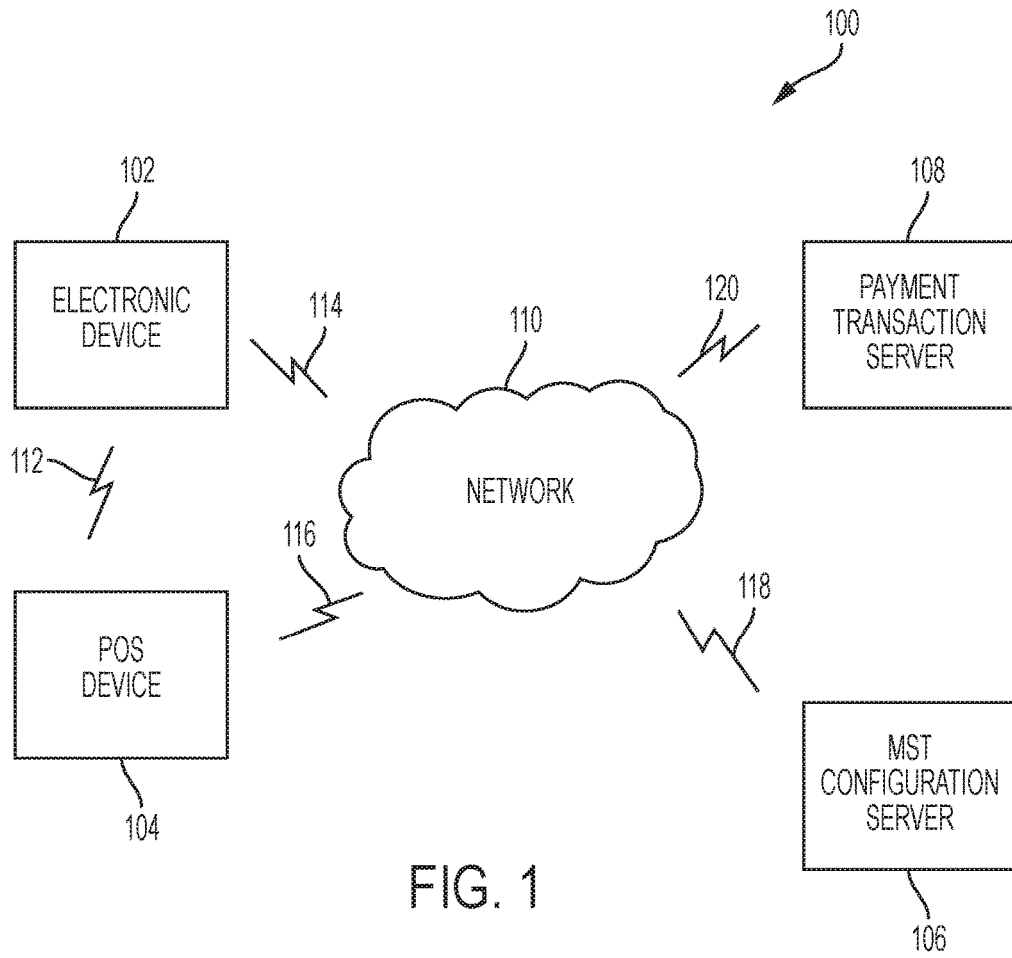 100
102
108
ELECTRONIC
DEVICE
114
110
120
PAYMENT
TRANSACTION
SERVER
112
NETWORK
116
118
POS
DEVICE
104
MST
CONFIGURATION
SERVER
106
FIG. 1